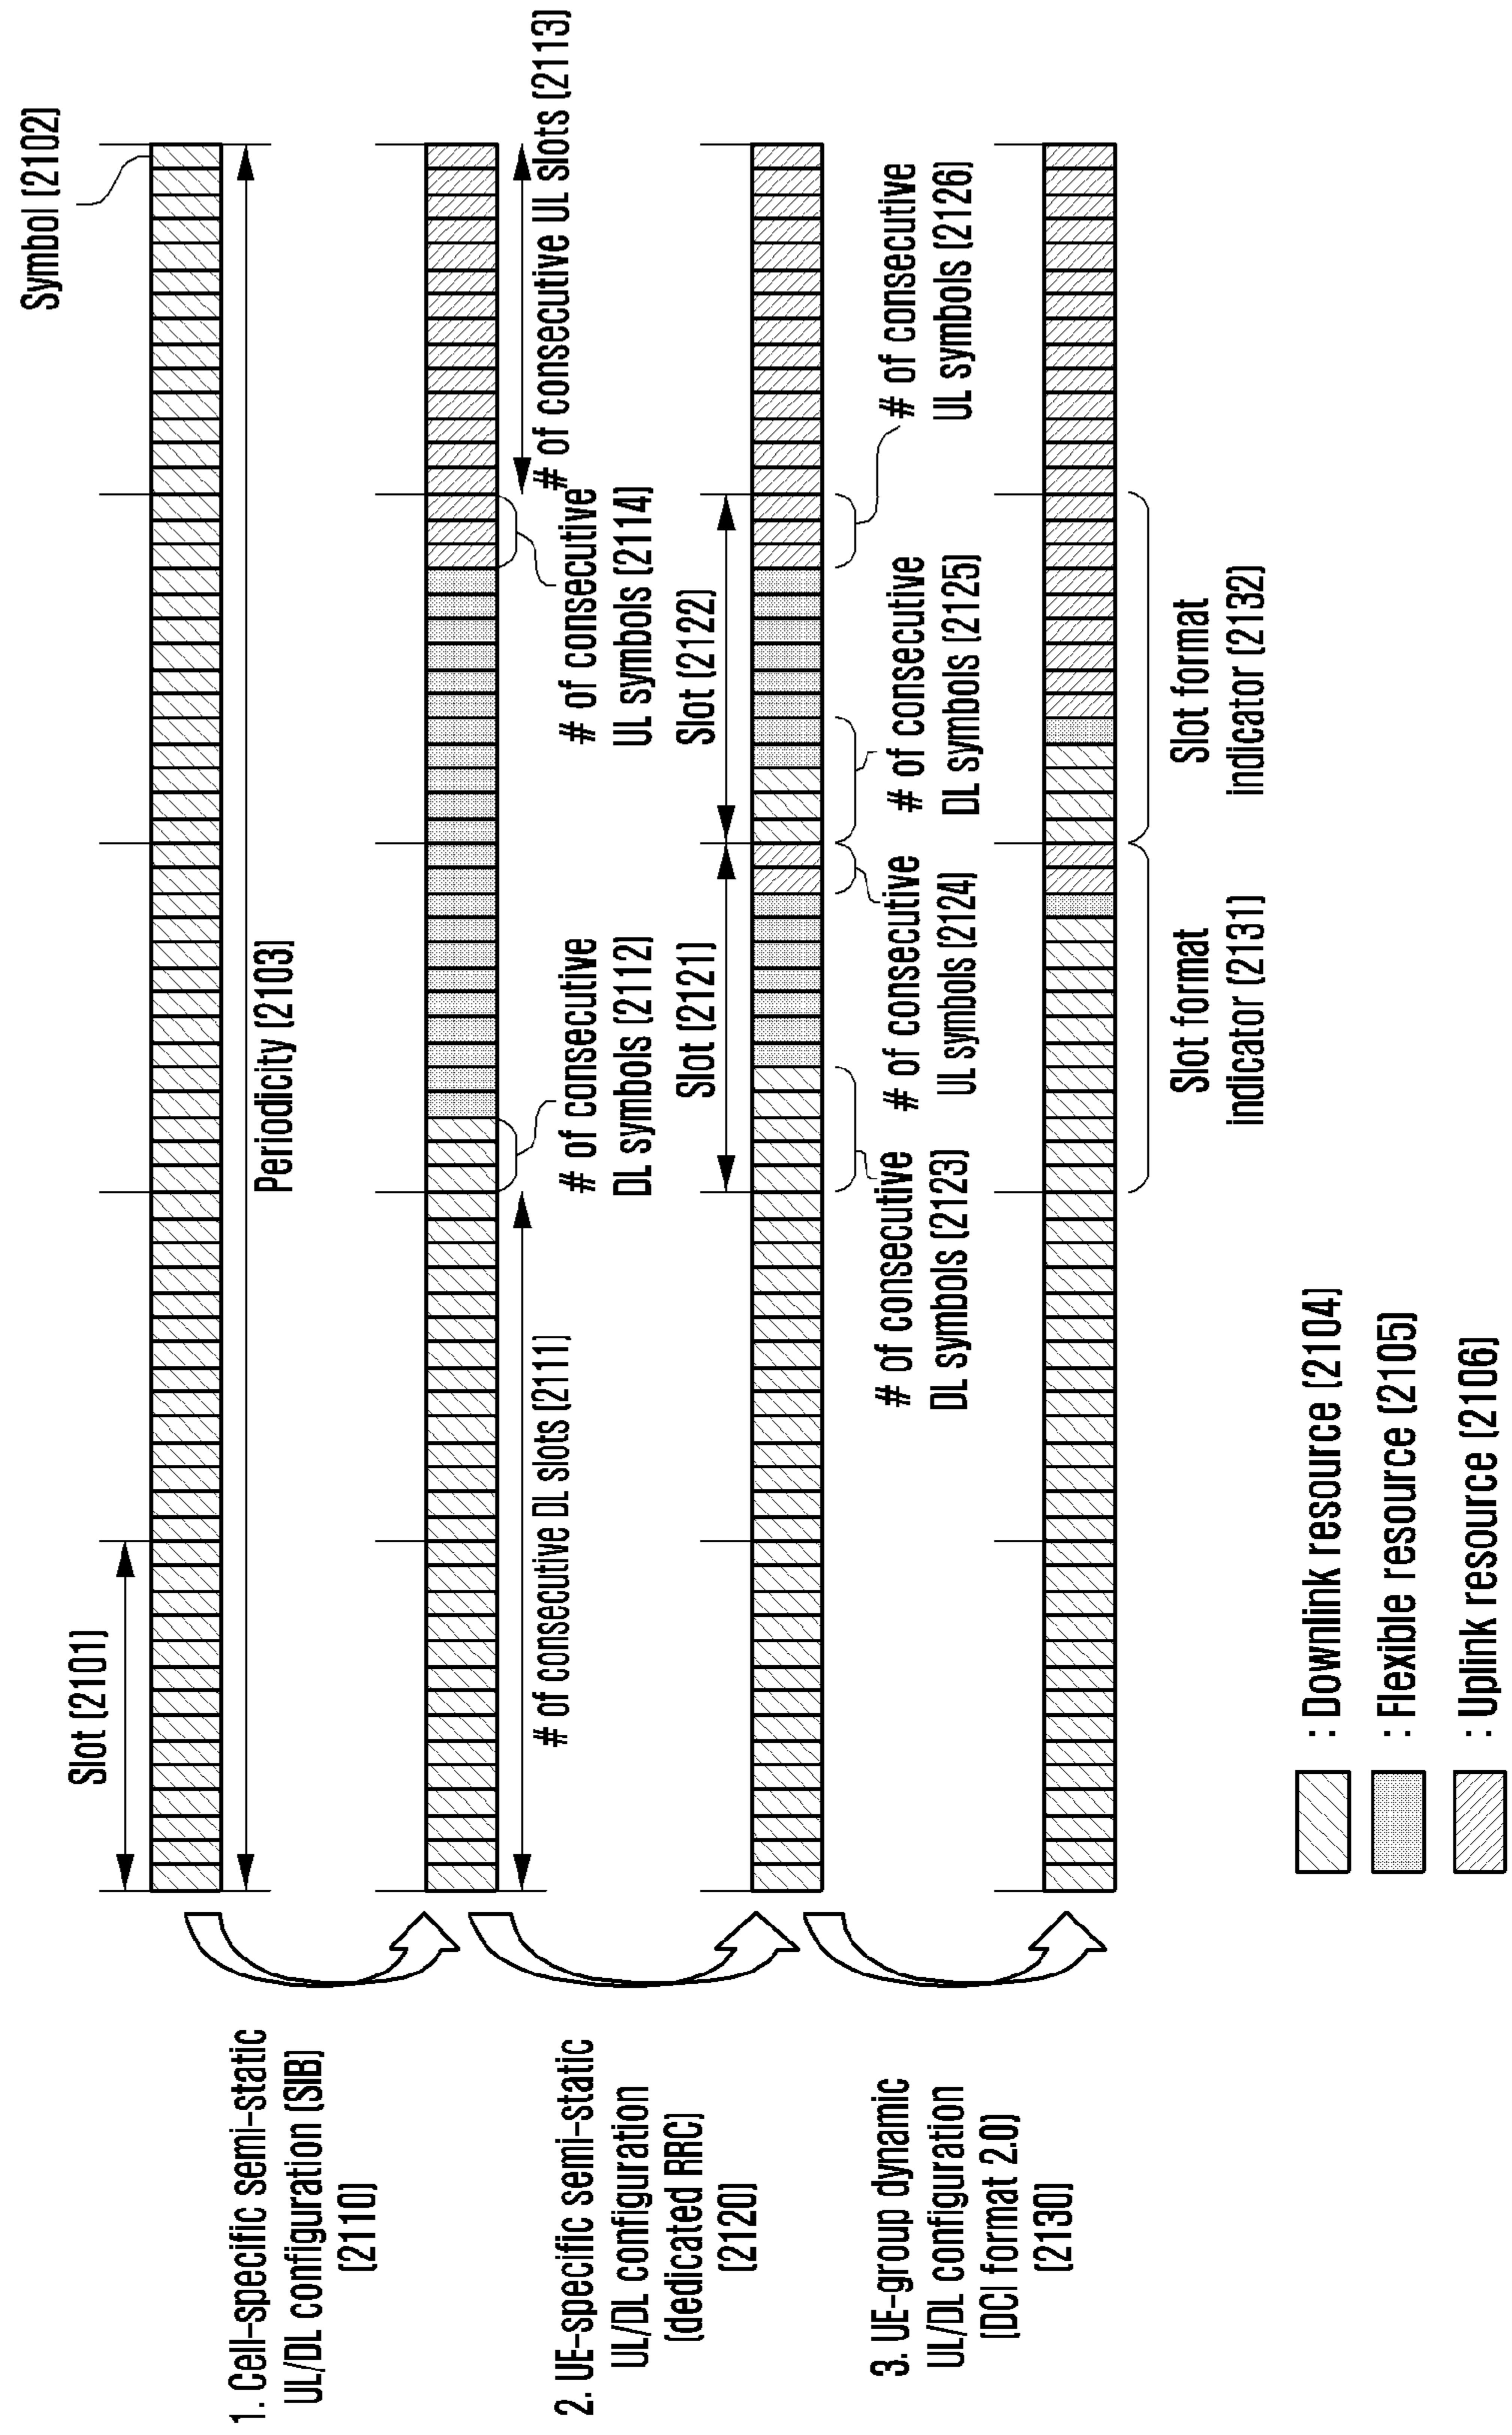 Symbol (2102)
Slot (2101)
Periodicity (2103)
1. Cell-specific semi-static
UL/DL configuration (SIB)
(2110)
# of consecutive DL slots (2111)
# of consecutive
DL symbols (2112)
# of consecutive
UL symbols (2114)
# of consecutive UL slots (2113)
2. UE-specific semi-static
UL/DL configuration
(dedicated RRC)
(2120)
Slot (2121)
Slot (2122)
# of consecutive
DL symbols (2123)
# of consecutive
UL symbols (2124)
# of consecutive
DL symbols (2125)
# of consecutive
UL symbols (2126)
3. UE-group dynamic
UL/DL configuration
(DCI format 2.0)
(2130)
Slot format
indicator (2131)
Slot format
indicator (2132)
: Downlink resource (2104)
: Flexible resource (2105)
: Uplink resource (2106)